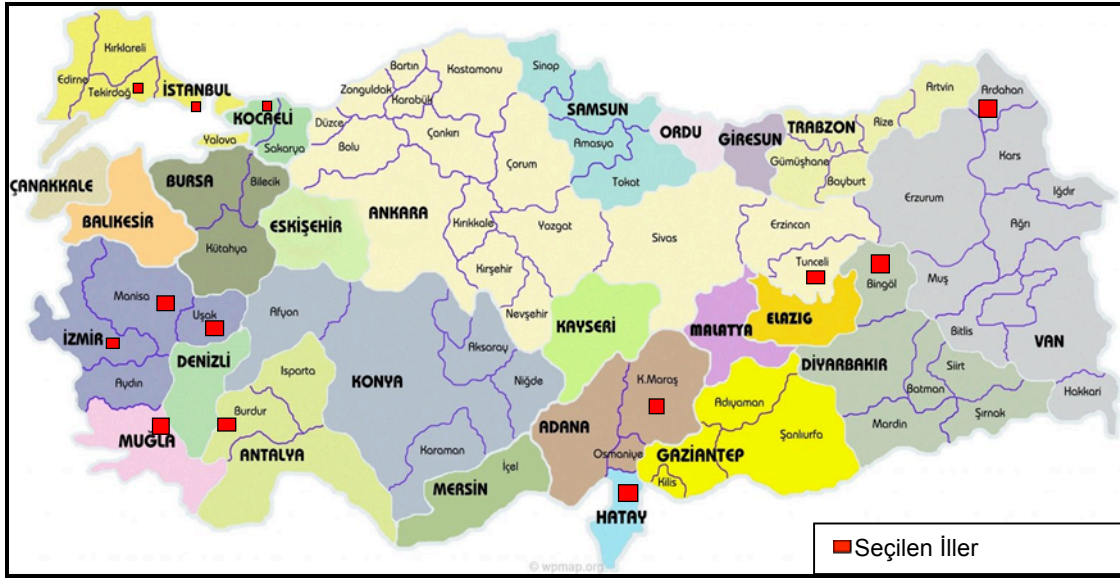 Kırklareli
Edirne
Tekirdağ
İSTANBUL
KOCAELİ
Yalova
Sakarya
Düzce
Bolu
Zonguldak
Bartın
Karabük
Kastamonu
Çankırı
Sinop
SAMSUN
Amasya
Çorum
Tokat
ORDU
GİRESUN
TRABZON
Gümüşhane
Bayburt
Rize
Artvin
Ardahan
Kars
Iğdır
Erzurum
Ağrı
ÇANAKKALE
BALIKESİR
BURSA
Bilecik
Kütahya
ESKİŞEHİR
ANKARA
Kırıkkale
Yozgat
Kırşehir
Nevşehir
Sivas
Erzincan
Tunceli
Bingöl
Muş
Bitlis
VAN
Hakkari
Manisa
Uşak
İZMİR
Aydın
DENİZLİ
MUĞLA
Afyon
Isparta
Burdur
ANTALYA
KONYA
Aksaray
Niğde
Karaman
KAYSERİ
MALATYA
ELAZIG
DİYARBAKIR
Batman
Siirt
Şırnak
Mardin
İçel
MERSİN
ADANA
K.Maraş
Osmaniye
HATAY
Adıyaman
GAZİANTEP
Şanlıurfa
Kilis
Seçilen İller
© wpmap.org